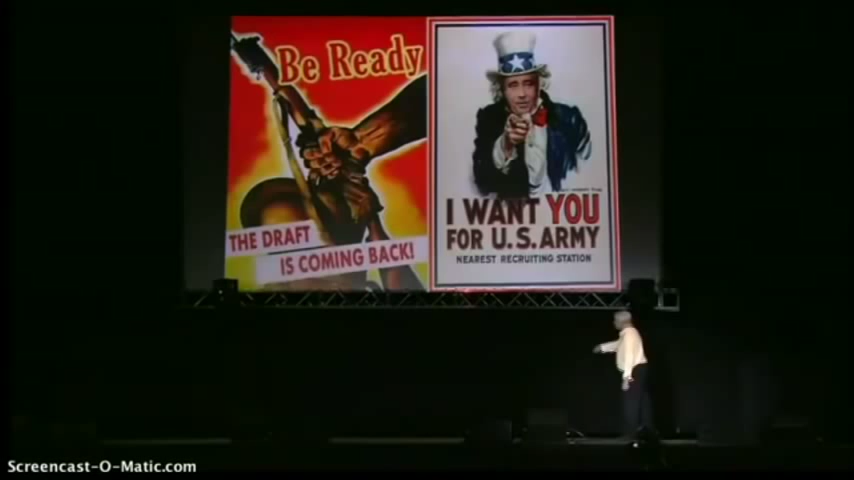 Be Ready
THE DRAFT
IS COMING BACK!
I WANT YOU
FOR U.S. ARMY
NEAREST RECRUITING STATION
Screencast-O-Matic.com